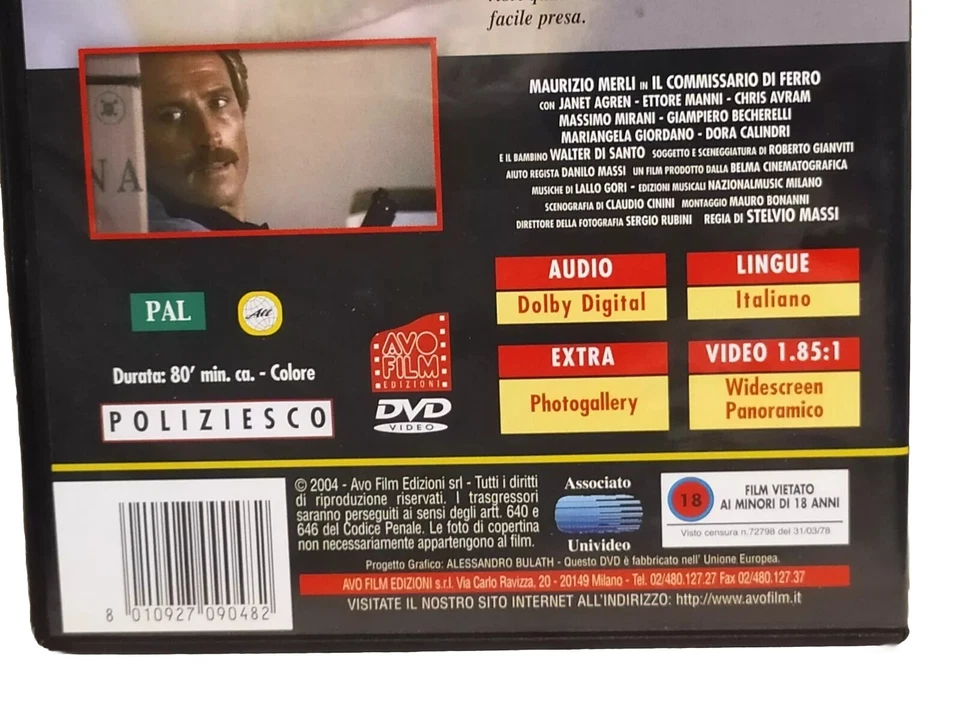 facile presa.
NA
MAURIZIO MERLI IN IL COMMISSARIO DI FERRO
CON JANET AGREN - ETTORE MANNI - CHRIS AVRAM
MASSIMO MIRANI - GIAMPIERO BECHERELLI
MARIANGELA GIORDANO - DORA CALINDRI
E IL BAMBINO WALTER DI SANTO SOGGETTO E SCENEGGIATURA DI ROBERTO GIANVITI
AIUTO REGISTA DANILO MASSI UN FILM PRODOTTO DALLA BELMA CINEMATOGRAFICA
MUSICHE DI LALLO GORI - EDIZIONI MUSICALI NAZIONALMUSIC MILANO
SCENOGRAFIA DI CLAUDIO CININI MONTAGGIO MAURO BONANNI
DIRETTORE DELLA FOTOGRAFIA SERGIO RUBINI REGIA DI STELVIO MASSI
AUDIO
Dolby Digital
LINGUE
Italiano
EXTRA
Photogallery
VIDEO 1.85:1
Widescreen
Panoramico
PAL
All
Durata: 80' min. ca. - Colore
POLIZIESCO
AVO
FILM
EDIZIONI
DVD
VIDEO
8 010927 090482
© 2004 - Avo Film Edizioni srl - Tutti i diritti
di riproduzione riservati. I trasgressori
saranno perseguiti ai sensi degli artt. 640 e
646 del Codice Penale. Le foto di copertina
non necessariamente appartengono al film.
Associato
Univideo
18
FILM VIETATO
AI MINORI DI 18 ANNI
Visto censura n.72798 del 31/03/78
Progetto Grafico: ALESSANDRO BULATH - Questo DVD è fabbricato nell' Unione Europea.
AVO FILM EDIZIONI s.r.l. Via Carlo Ravizza, 20 - 20149 Milano - Tel. 02/480.127.27 Fax 02/480.127.37
VISITATE IL NOSTRO SITO INTERNET ALL'INDIRIZZO: http://www.avofilm.it